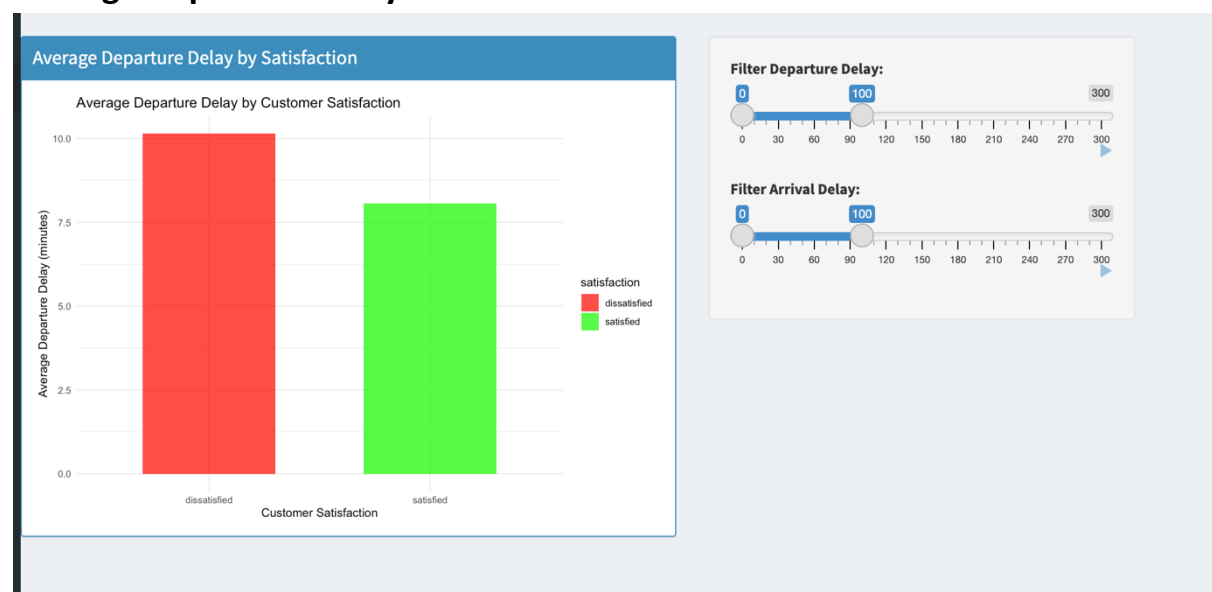 Average Departure Delay by Satisfaction
Average Departure Delay by Customer Satisfaction
10.0
7.5
5.0
2.5
0.0
Average Departure Delay (minutes)
dissatisfied satisfied
Customer Satisfaction
satisfaction
dissatisfied
satisfied
Filter Departure Delay:
0 100 300
0 30 60 90 120 150 180 210 240 270 300
Filter Arrival Delay:
0 100 300
0 30 60 90 120 150 180 210 240 270 300